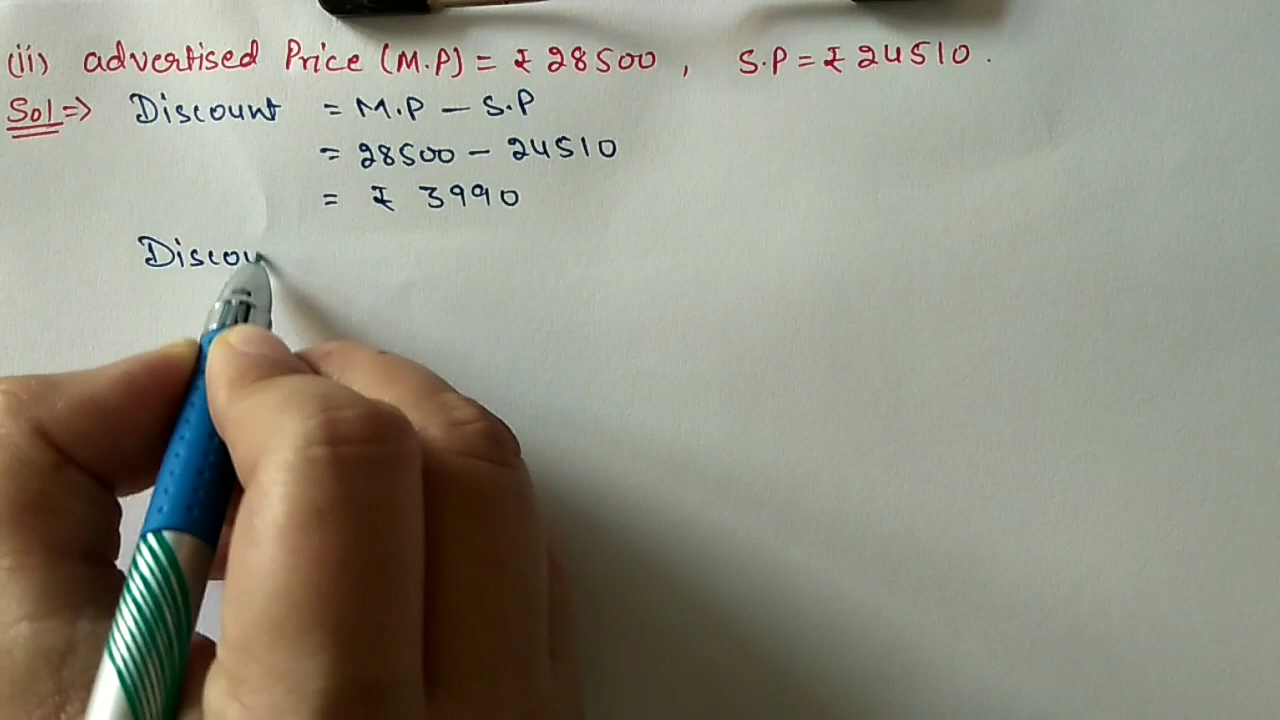 (ii) advertised Price (M.P) = ₹ 28500 , S.P = ₹ 24510 .
Sol => Discount = M.P - S.P
= 28500 - 24510
= ₹ 3990
Discou